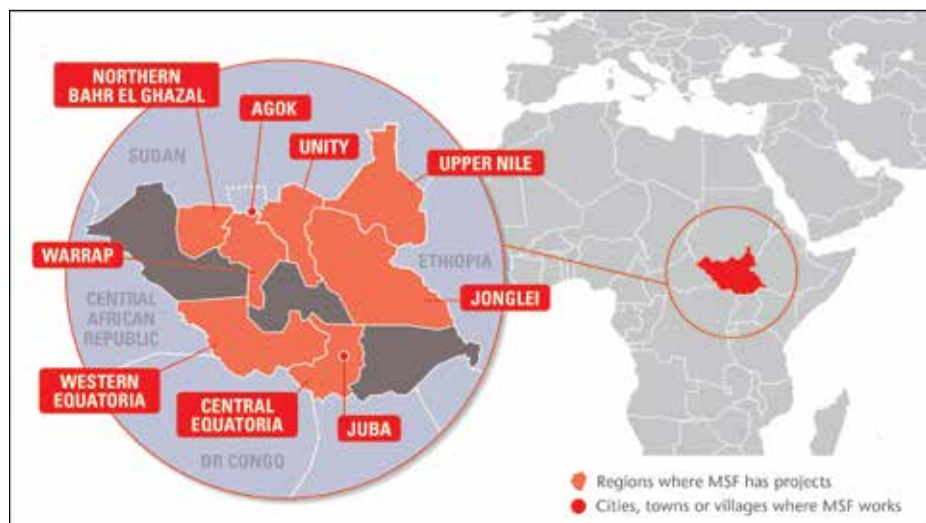 NORTHERN
BAHR EL GHAZAL
AGOK
UNITY
SUDAN
UPPER NILE
WARRAP
ETHIOPIA
CENTRAL
AFRICAN
REPUBLIC
JONGLEI
WESTERN
EQUATORIA
CENTRAL
EQUATORIA
JUBA
DR CONGO
Regions where MSF has projects
Cities, towns or villages where MSF works